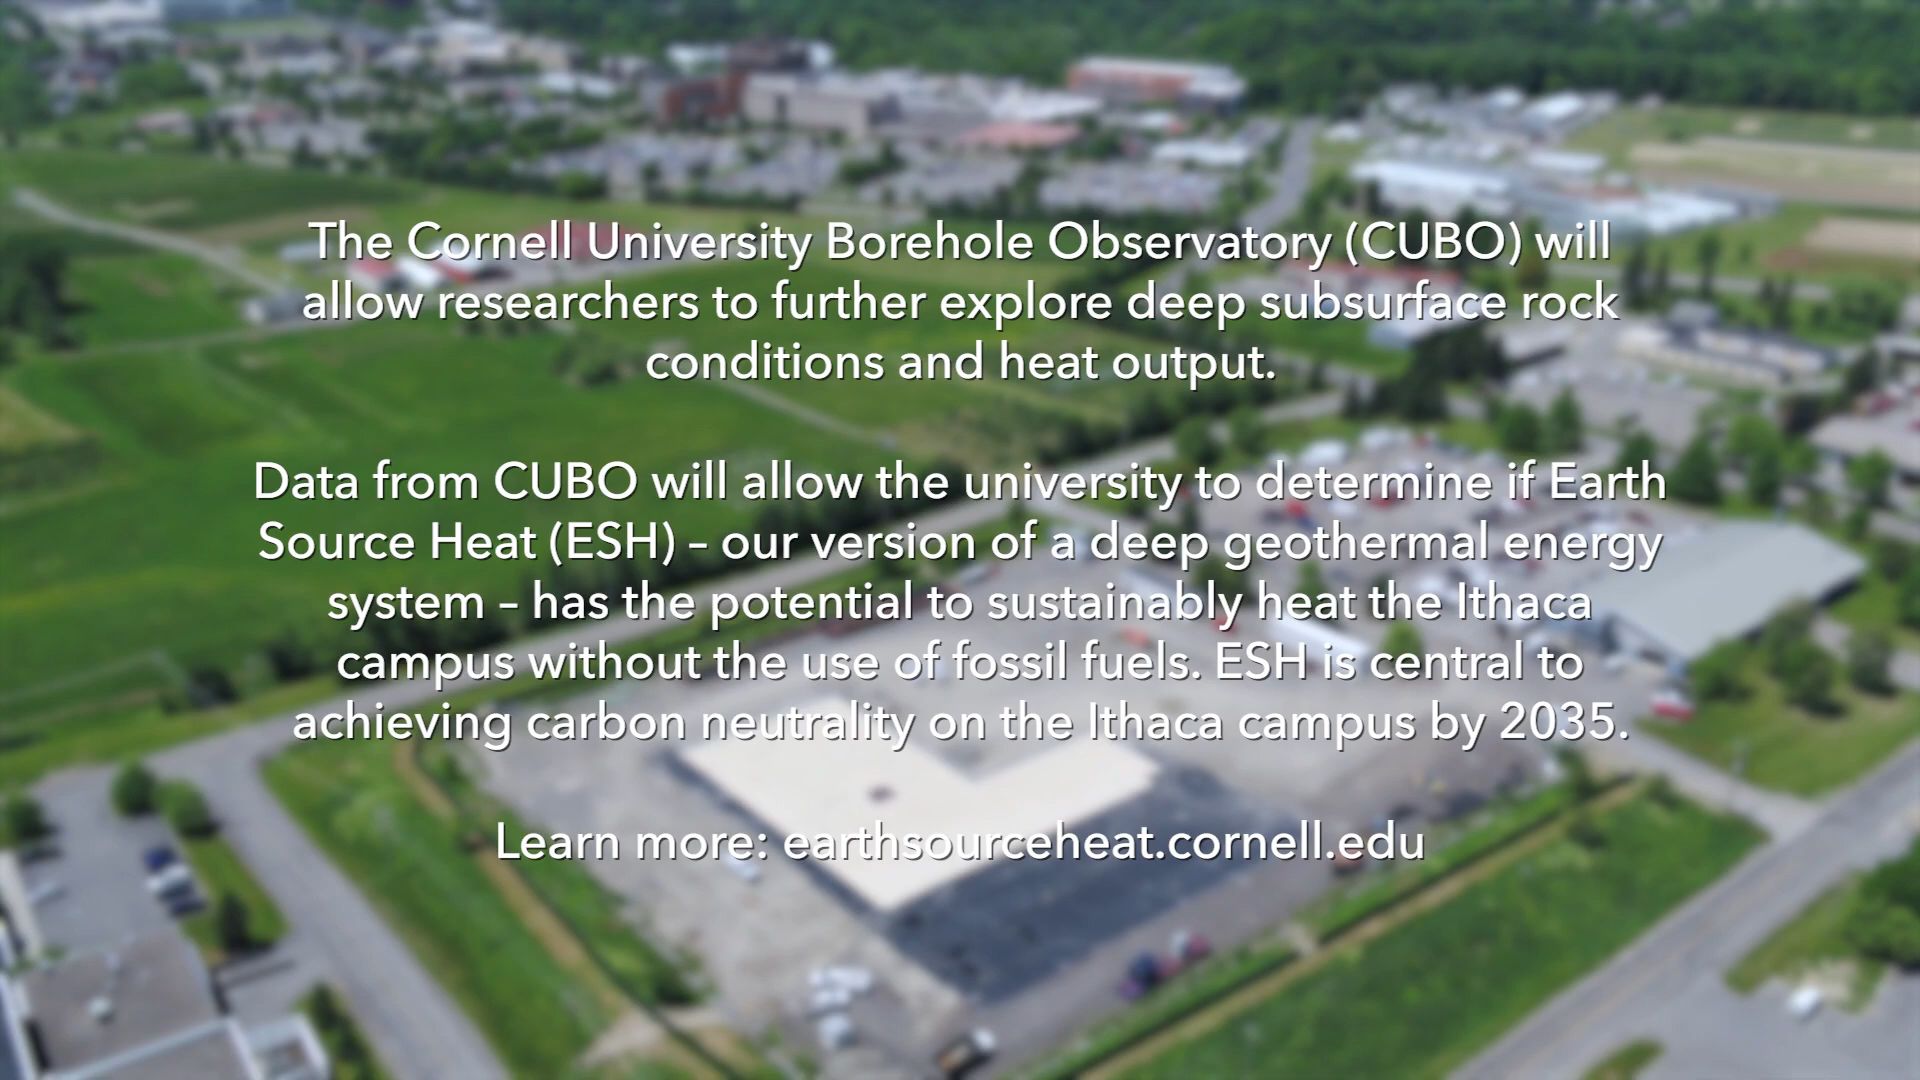 The Cornell University Borehole Observatory (CUBO) will
allow researchers to further explore deep subsurface rock
conditions and heat output.
Data from CUBO will allow the university to determine if Earth
Source Heat (ESH) – our version of a deep geothermal energy
system – has the potential to sustainably heat the Ithaca
campus without the use of fossil fuels. ESH is central to
achieving carbon neutrality on the Ithaca campus by 2035.
Learn more: earthsourceheat.cornell.edu